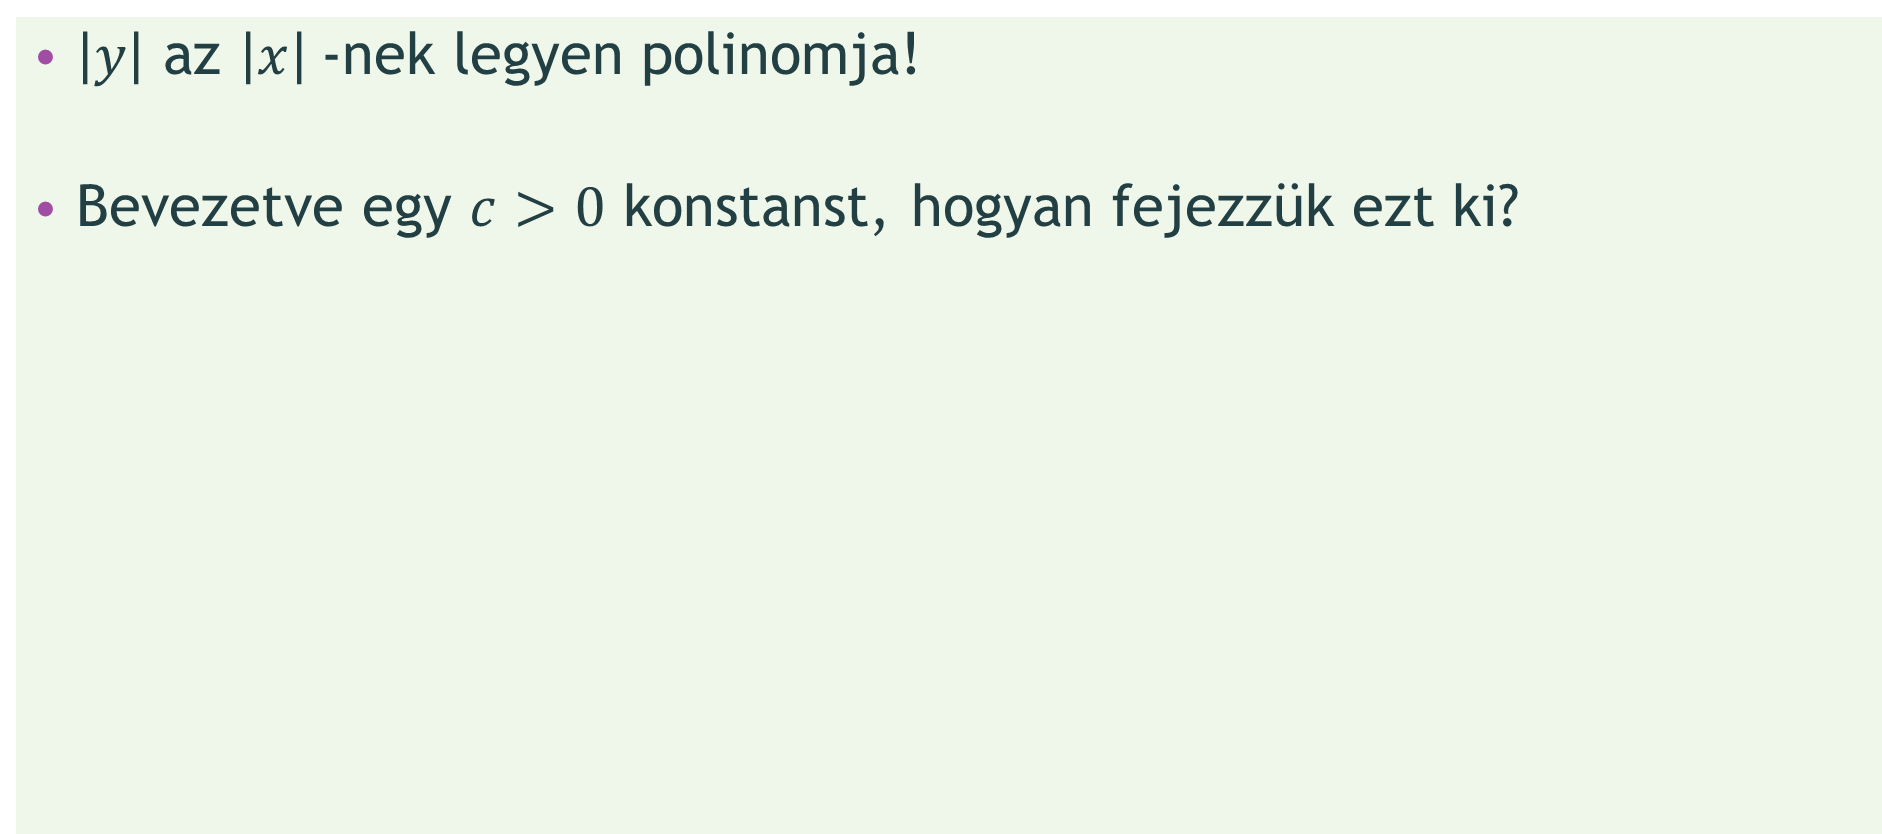 • |y| az |x| -nek legyen polinomja!
• Bevezetve egy c > 0 konstanst, hogyan fejezzük ezt ki?